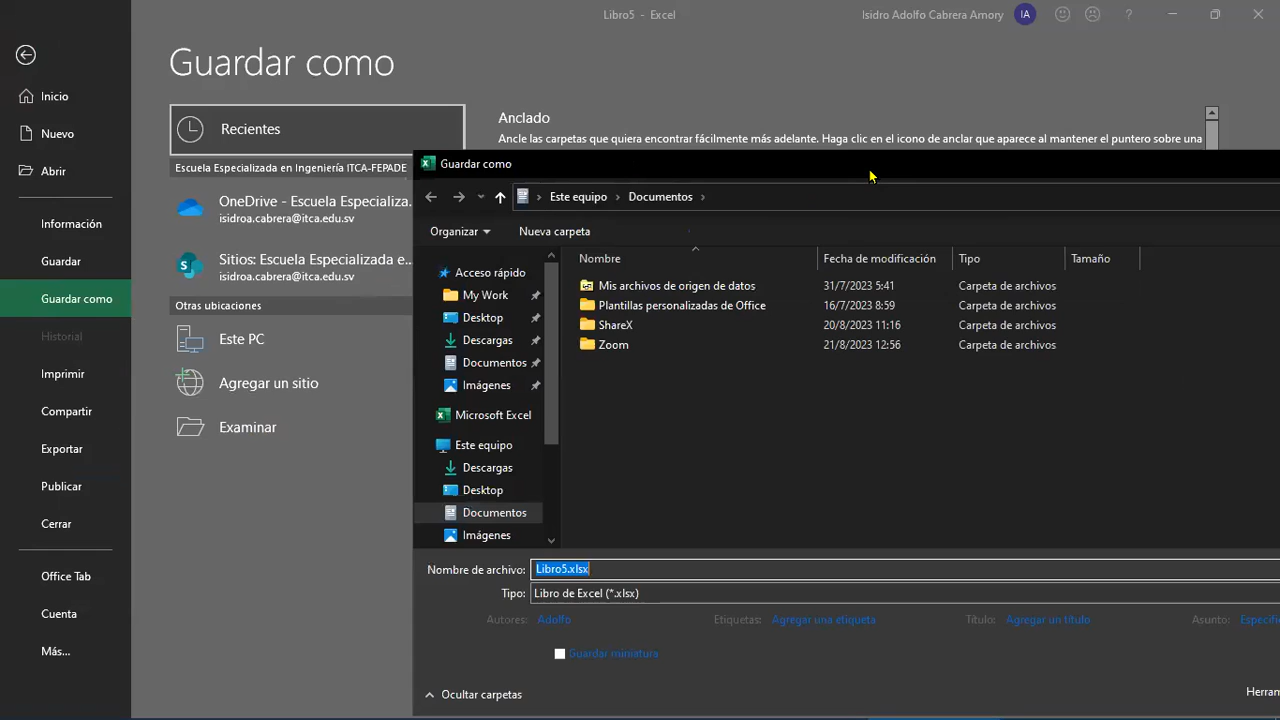 Libro5 - Excel
Isidro Adolfo Cabrera Amory
IA
?
Guardar como
Inicio
Nuevo
Abrir
Información
Guardar
Guardar como
Historial
Imprimir
Compartir
Exportar
Publicar
Cerrar
Office Tab
Cuenta
Más...
Recientes
Escuela Especializada en Ingeniería ITCA-FEPADE
OneDrive - Escuela Especializa...
isidroa.cabrera@itca.edu.sv
Sitios: Escuela Especializada e...
isidroa.cabrera@itca.edu.sv
Otras ubicaciones
Este PC
Agregar un sitio
Examinar
Anclado
Ancle las carpetas que quiera encontrar fácilmente más adelante. Haga clic en el icono de anclar que aparece al mantener el puntero sobre una
Guardar como
Este equipo > Documentos >
Organizar
Nueva carpeta
Acceso rápido
My Work
Desktop
Descargas
Documentos
Imágenes
Microsoft Excel
Este equipo
Descargas
Desktop
Documentos
Imágenes
Nombre Fecha de modificación Tipo Tamaño
Mis archivos de origen de datos 31/7/2023 5:41 Carpeta de archivos
Plantillas personalizadas de Office 16/7/2023 8:59 Carpeta de archivos
ShareX 20/8/2023 11:16 Carpeta de archivos
Zoom 21/8/2023 12:56 Carpeta de archivos
Nombre de archivo: Libro5.xlsx
Tipo: Libro de Excel (*.xlsx)
Autores: Adolfo Etiquetas: Agregar una etiqueta Título: Agregar un título Asunto: Específi
Guardar miniatura
Ocultar carpetas
Herram